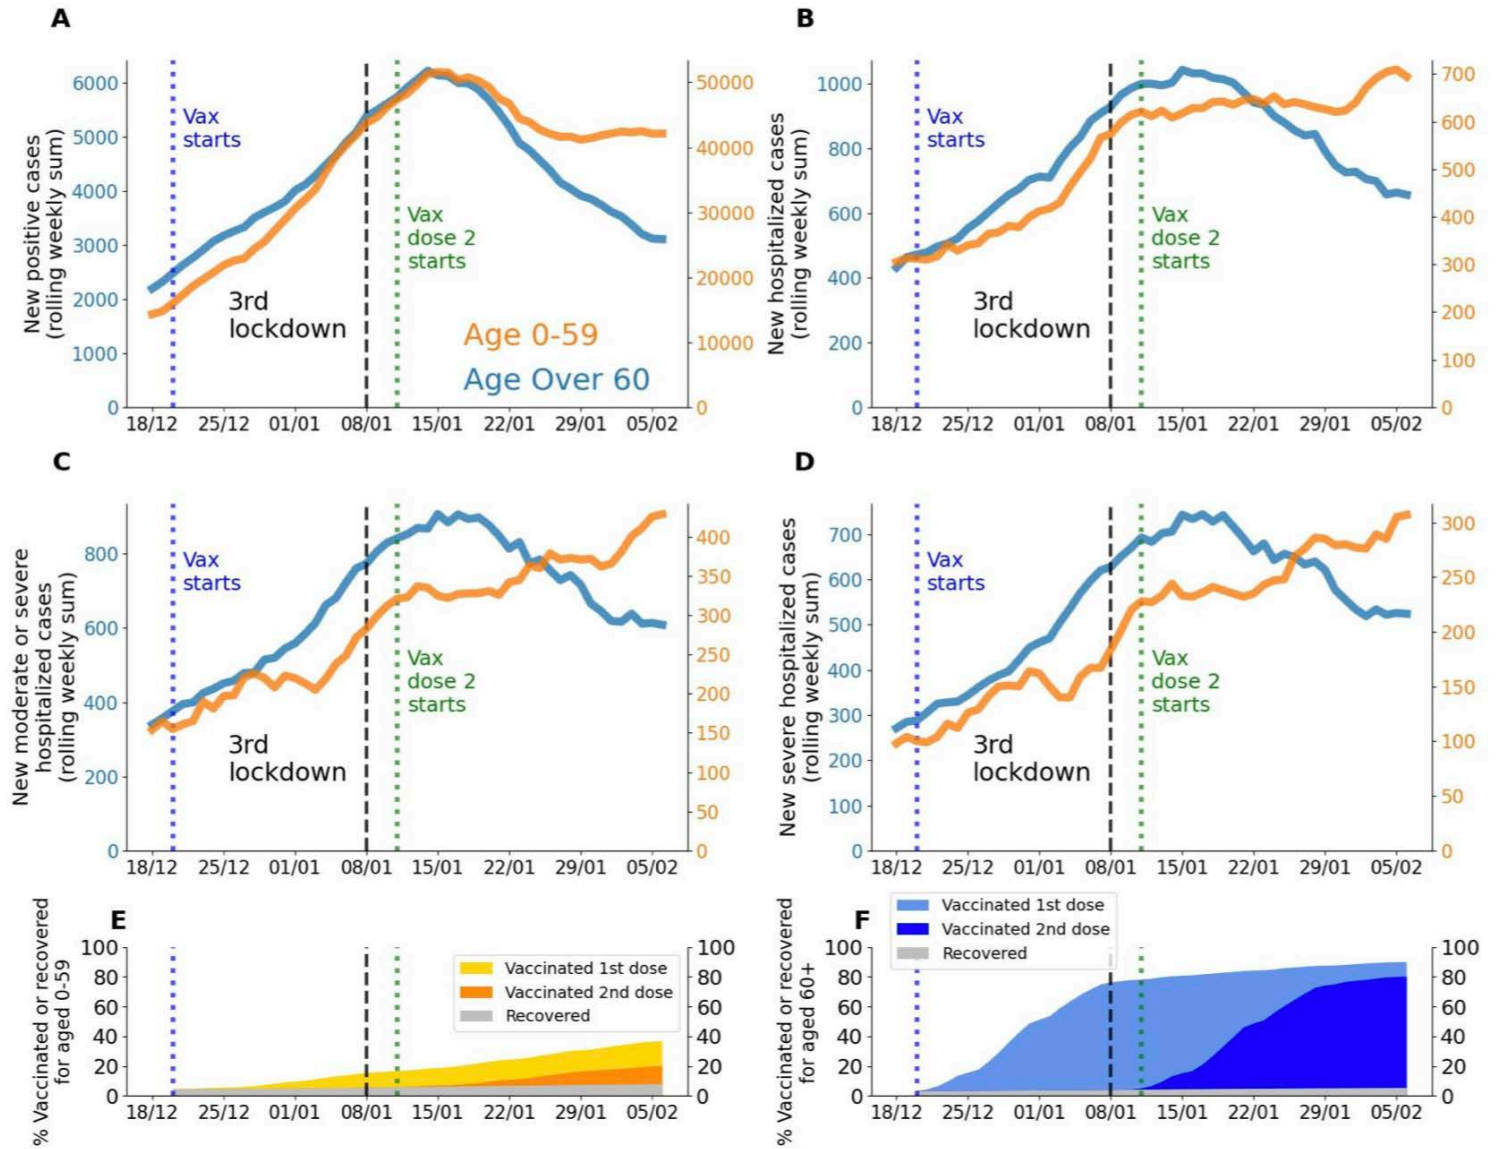 A
New positive cases
(rolling weekly sum)
6000
5000
4000
3000
2000
1000
0
50000
40000
30000
20000
10000
0
Vax
starts
3rd
lockdown
Vax
dose 2
starts
Age 0-59
Age Over 60
18/12 25/12 01/01 08/01 15/01 22/01 29/01 05/02
B
New hospitalized cases
(rolling weekly sum)
1000
800
600
400
200
0
700
600
500
400
300
200
100
0
Vax
starts
3rd
lockdown
Vax
dose 2
starts
18/12 25/12 01/01 08/01 15/01 22/01 29/01 05/02
C
New moderate or severe
hospitalized cases
(rolling weekly sum)
800
600
400
200
0
400
350
300
250
200
150
100
50
0
Vax
starts
3rd
lockdown
Vax
dose 2
starts
18/12 25/12 01/01 08/01 15/01 22/01 29/01 05/02
D
New severe hospitalized cases
(rolling weekly sum)
700
600
500
400
300
200
100
0
300
250
200
150
100
50
0
Vax
starts
3rd
lockdown
Vax
dose 2
starts
18/12 25/12 01/01 08/01 15/01 22/01 29/01 05/02
E
% Vaccinated or recovered
for aged 0-59
100
80
60
40
20
0
100
80
60
40
20
0
Vaccinated 1st dose
Vaccinated 2nd dose
Recovered
18/12 25/12 01/01 08/01 15/01 22/01 29/01 05/02
F
% Vaccinated or recovered
for aged 60+
100
80
60
40
20
0
100
80
60
40
20
0
Vaccinated 1st dose
Vaccinated 2nd dose
Recovered
18/12 25/12 01/01 08/01 15/01 22/01 29/01 05/02